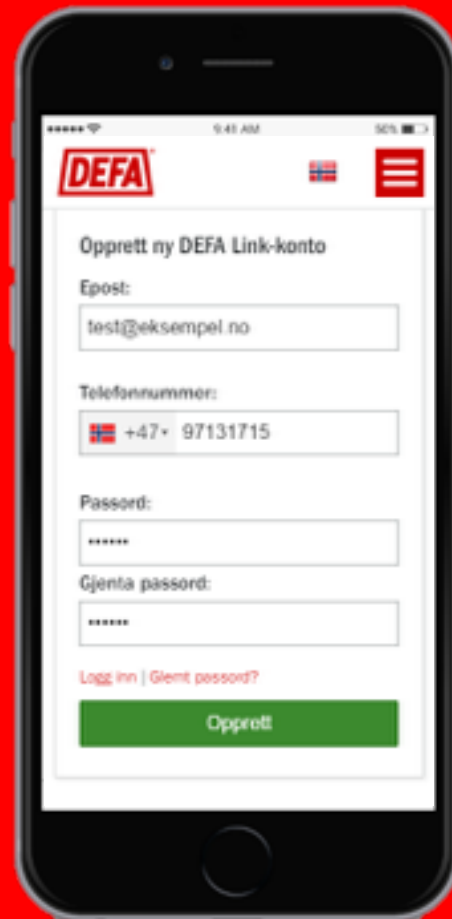 9:41 AM 50%
DEFA
Opprett ny DEFA Link-konto
Epost:
test@eksempel.no
Telefonnummer:
+47 97131715
Passord:
••••••
Gjenta passord:
••••••
Logg inn | Glemt passord?
Opprett